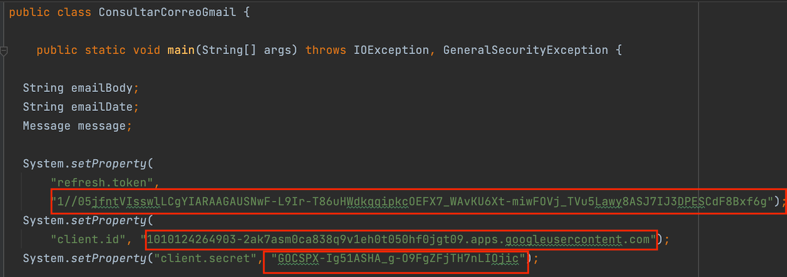 public class ConsultarCorreoGmail {
public static void main(String[] args) throws IOException, GeneralSecurityException {
String emailBody;
String emailDate;
Message message;
System.setProperty(
"refresh.token",
"1//05jfntVIsswlLCgYIARAAGAUSNwF-L9Ir-T86uHWdkgqipkcOEFX7_WAvKU6Xt-miwFOVj_TVu5Lawy8ASJ7IJ3DPESCdF8Bxf6g");
System.setProperty(
"client.id", "1010124264903-2ak7asm0ca838q9v1eh0t050hf0jgt09.apps.googleusercontent.com");
System.setProperty("client.secret", "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");